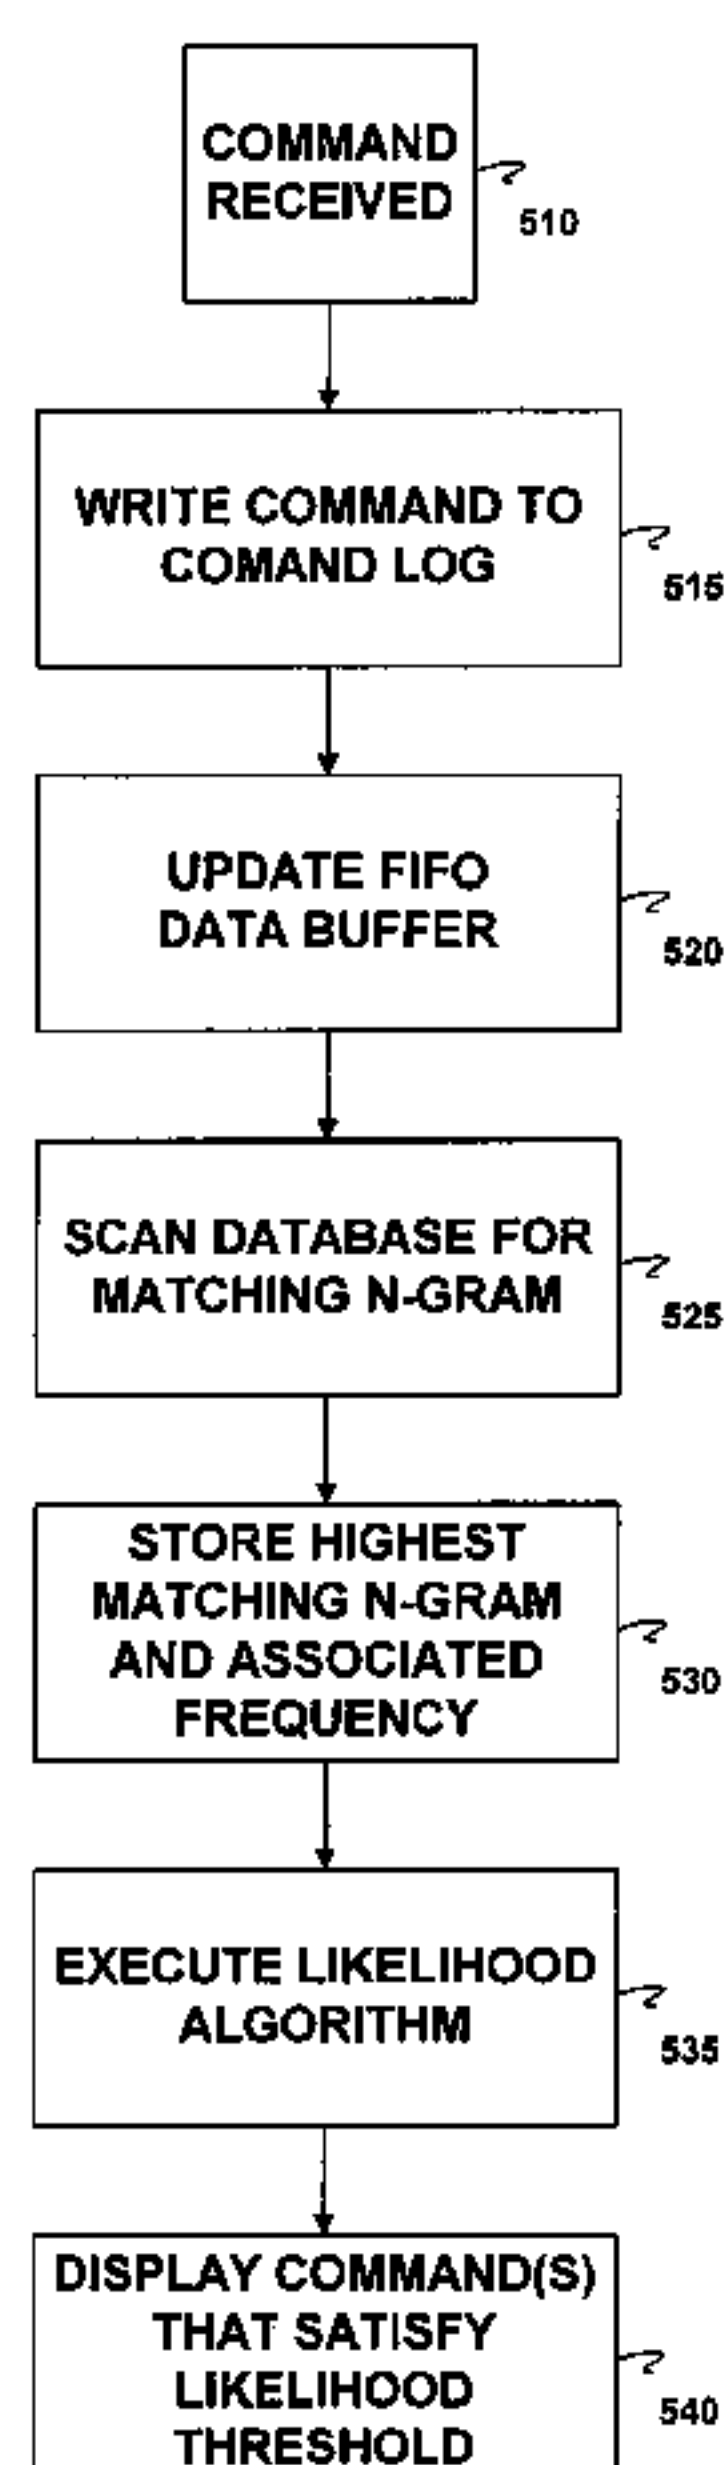 COMMAND
RECEIVED
510
WRITE COMMAND TO
COMAND LOG
515
UPDATE FIFO
DATA BUFFER
520
SCAN DATABASE FOR
MATCHING N-GRAM
525
STORE HIGHEST
MATCHING N-GRAM
AND ASSOCIATED
FREQUENCY
530
EXECUTE LIKELIHOOD
ALGORITHM
535
DISPLAY COMMAND(S)
THAT SATISFY
LIKELIHOOD
THRESHOLD
540